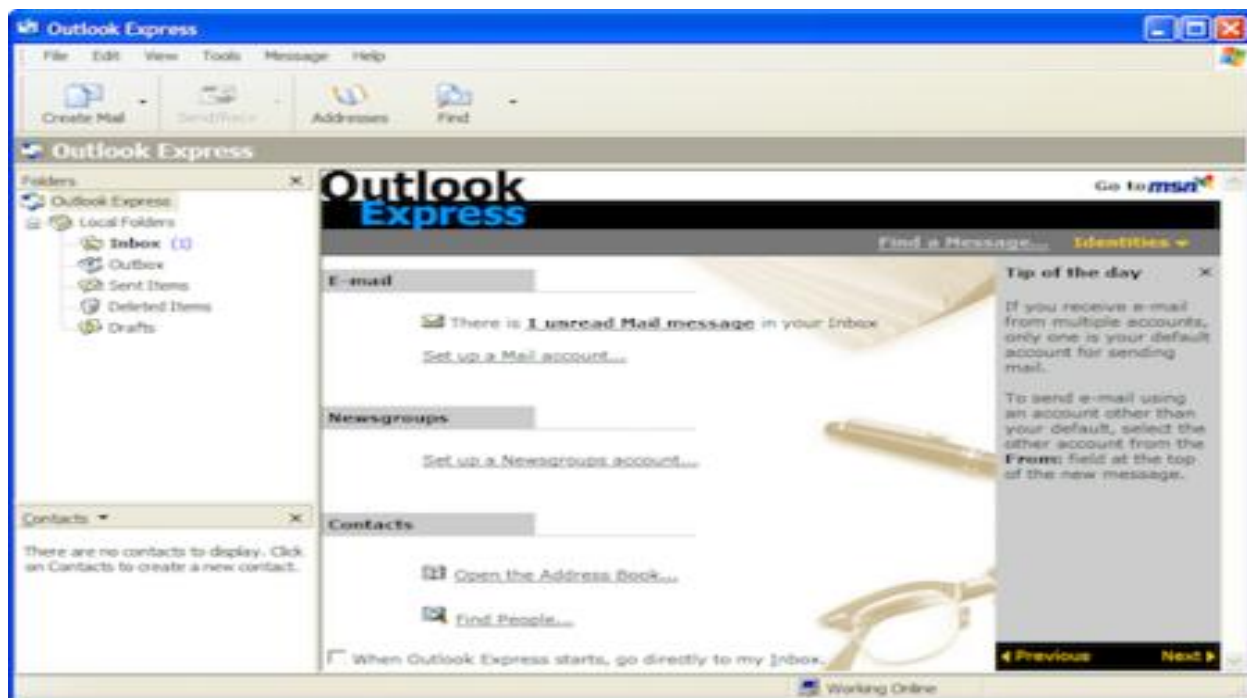 Outlook Express
File Edit View Tools Message Help
Create Mail Send/Recv Addresses Find
Outlook Express
Folders
Outlook Express
Local Folders
Inbox (1)
Outbox
Sent Items
Deleted Items
Drafts
Contacts
There are no contacts to display. Click
on Contacts to create a new contact.
Outlook
Express
Go to msn
Find a Message... Identities
E-mail
There is 1 unread Mail message in your Inbox
Set up a Mail account...
Newsgroups
Set up a Newsgroups account...
Contacts
Open the Address Book...
Find People...
When Outlook Express starts, go directly to my Inbox.
Tip of the day
If you receive e-mail
from multiple accounts,
only one is your default
account for sending
mail.
To send e-mail using
an account other than
your default, select the
other account from the
From: field at the top
of the new message.
Previous Next
Working Online